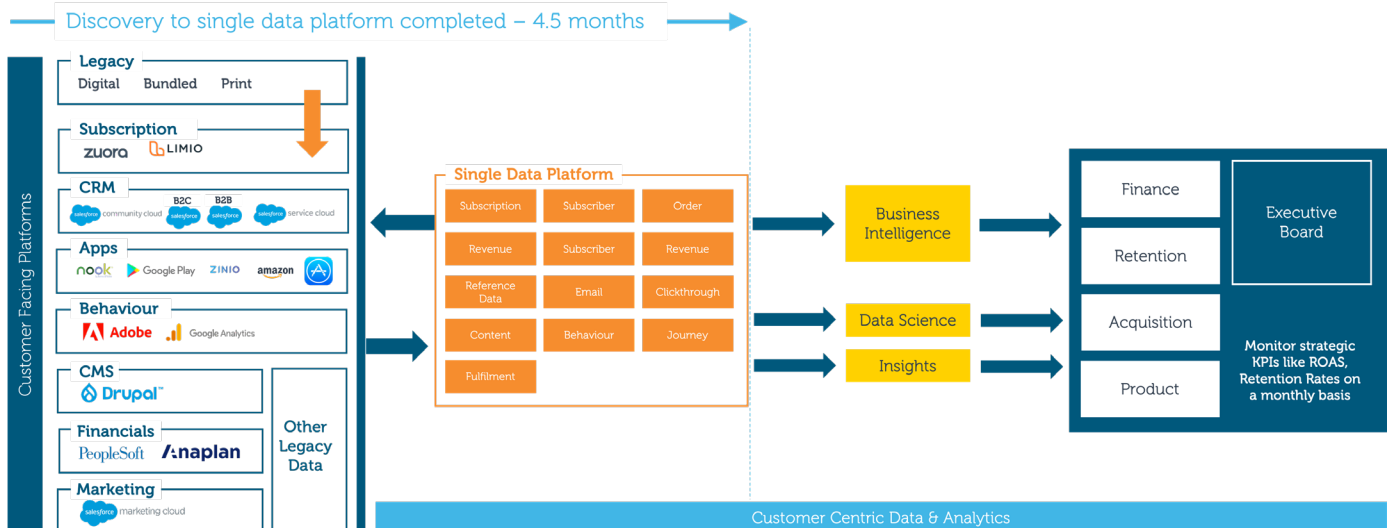 Discovery to single data platform completed – 4.5 months
Customer Facing Platforms
Legacy
Digital Bundled Print
Subscription
zuora LIMIO
CRM
salesforce community cloud
B2C
salesforce
B2B
salesforce
salesforce service cloud
Apps
nook Google Play ZINIO amazon
Behaviour
Adobe Google Analytics
CMS
Drupal™
Financials
PeopleSoft Anaplan
Marketing
salesforce marketing cloud
Other
Legacy
Data
Single Data Platform
Subscription Subscriber Order
Revenue Subscriber Revenue
Reference
Data
Email Clickthrough
Content Behaviour Journey
Fulfilment
Business
Intelligence
Data Science
Insights
Finance
Retention
Acquisition
Product
Executive
Board
Monitor strategic
KPIs like ROAS,
Retention Rates on
a monthly basis
Customer Centric Data & Analytics